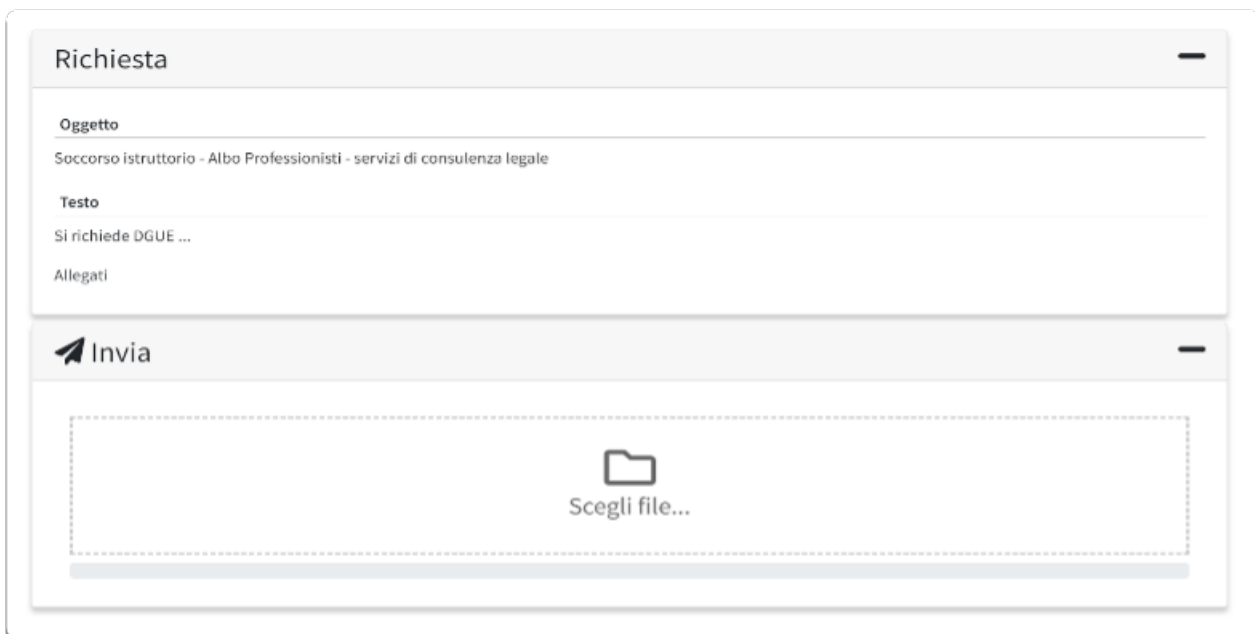 Richiesta
Oggetto
Soccorso istruttorio - Albo Professionisti - servizi di consulenza legale
Testo
Si richiede DGUE ...
Allegati
Invia
Scegli file...